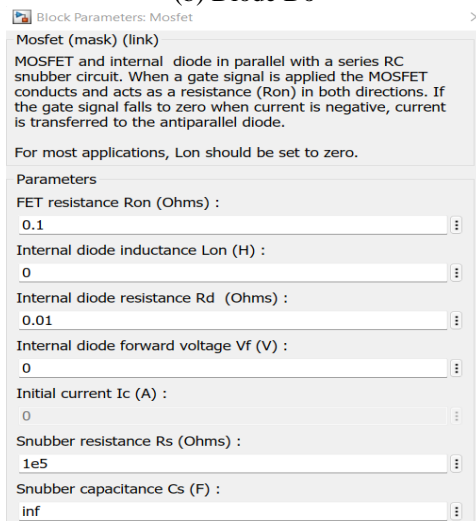 (b) Diode D0
Block Parameters: Mosfet
Mosfet (mask) (link)
MOSFET and internal diode in parallel with a series RC
snubber circuit. When a gate signal is applied the MOSFET
conducts and acts as a resistance (Ron) in both directions. If
the gate signal falls to zero when current is negative, current
is transferred to the antiparallel diode.
For most applications, Lon should be set to zero.
Parameters
FET resistance Ron (Ohms) :
0.1
Internal diode inductance Lon (H) :
0
Internal diode resistance Rd (Ohms) :
0.01
Internal diode forward voltage Vf (V) :
0
Initial current Ic (A) :
0
Snubber resistance Rs (Ohms) :
1e5
Snubber capacitance Cs (F) :
inf